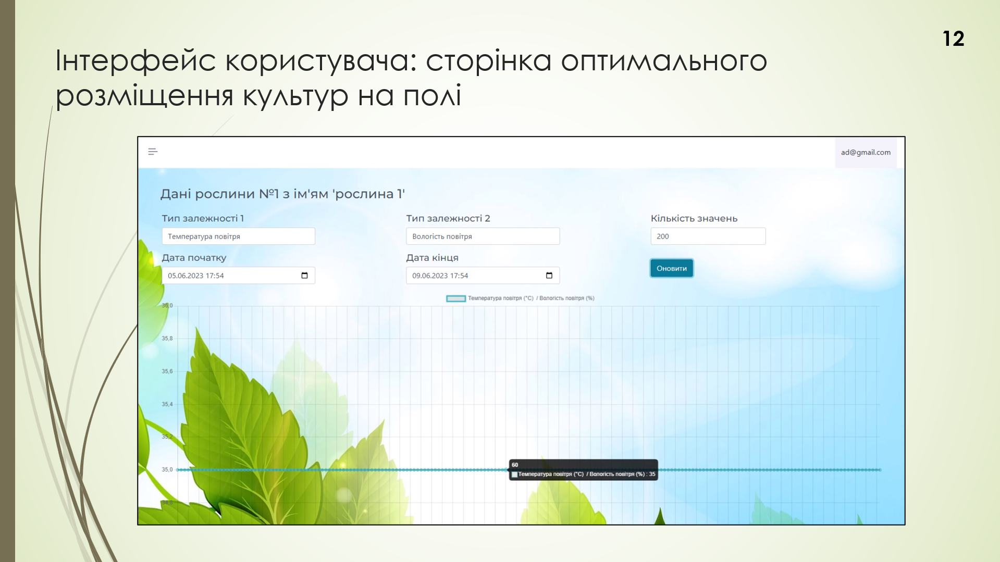 12
Інтерфейс користувача: сторінка оптимального
розміщення культур на полі
ad@gmail.com
Дані рослини №1 з ім'ям 'рослина 1'
Тип залежності 1
Тип залежності 2
Кількість значень
Температура повітря
Вологість повітря
200
Дата початку
Дата кінця
05.06.2023 17:54
09.06.2023 17:54
Оновити
Температура повітря (°C) / Вологість повітря (%)
36,0
35,8
35,6
35,4
35,2
60
35,0
Температура повітря (°C) / Вологість повітря (%) : 35
34,8